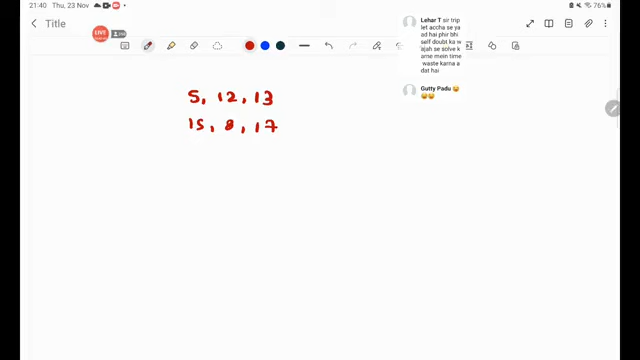 21:40 Thu, 23 Nov
76%
Title
LIVE
Lehar T sir trip
let accha se ya
ad hai phir bhi
self doubt ka w
ajah se solve k
arne mein time
waste karna a
dat hai
Gutty Padu 😄
😄😄
5, 12, 13
15, 8, 17